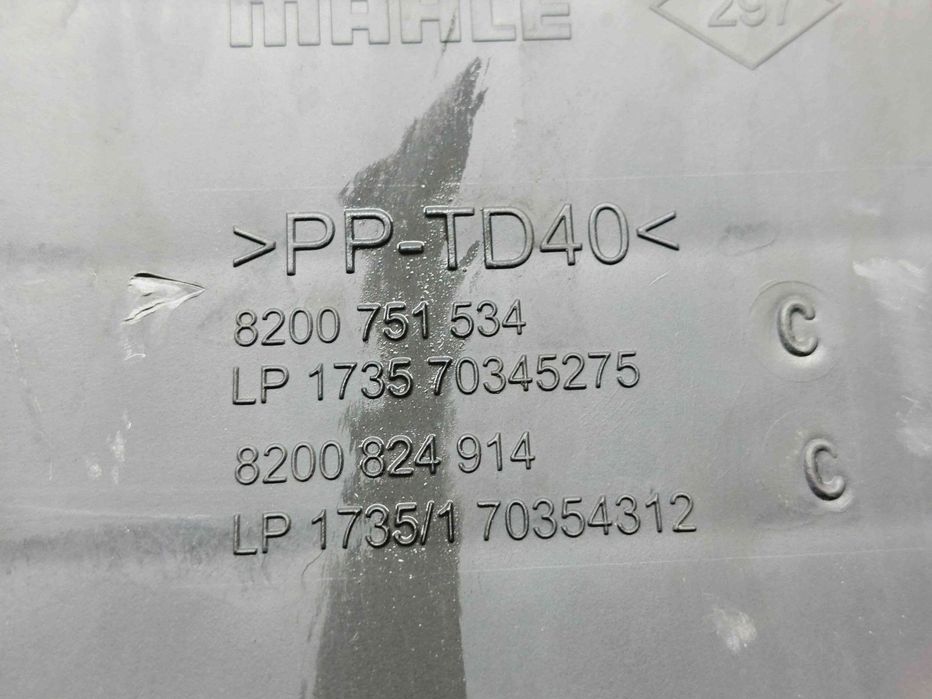 MAHLE
297
>PP-TD40<
8200 751 534
C
LP 1735 70345275
8200 824 914
C
LP 1735/1 70354312